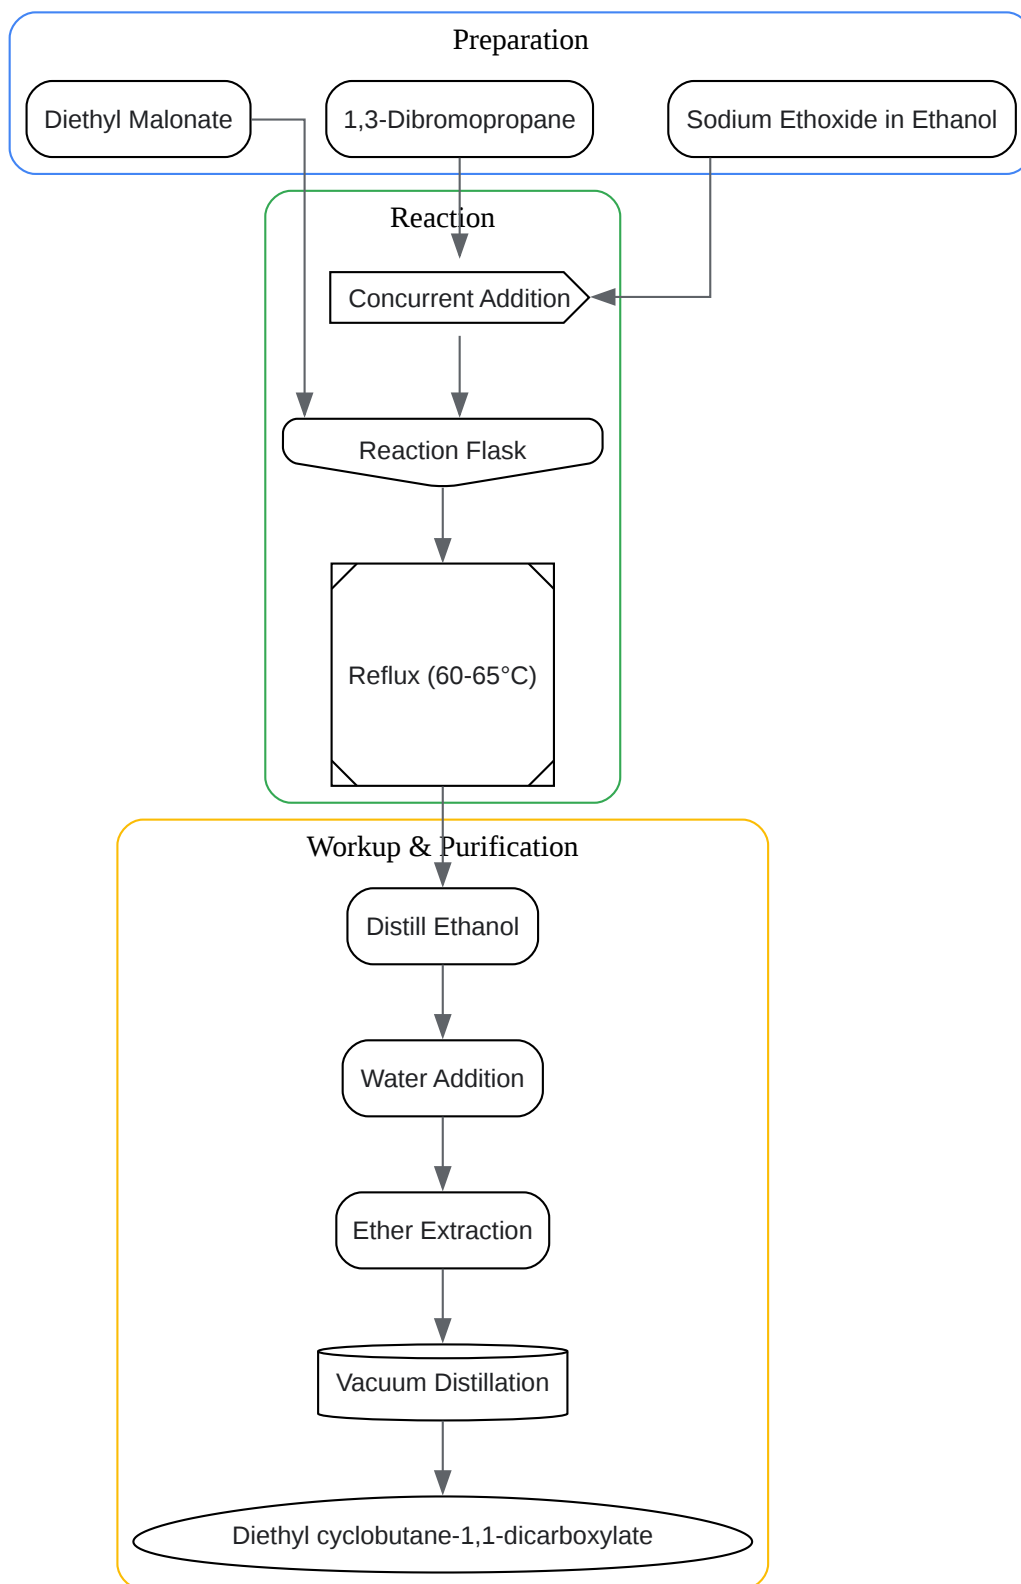 Preparation
Diethyl Malonate
1,3-Dibromopropane
Sodium Ethoxide in Ethanol
Reaction
Concurrent Addition
Reaction Flask
Reflux (60-65°C)
Workup & Purification
Distill Ethanol
Water Addition
Ether Extraction
Vacuum Distillation
Diethyl cyclobutane-1,1-dicarboxylate